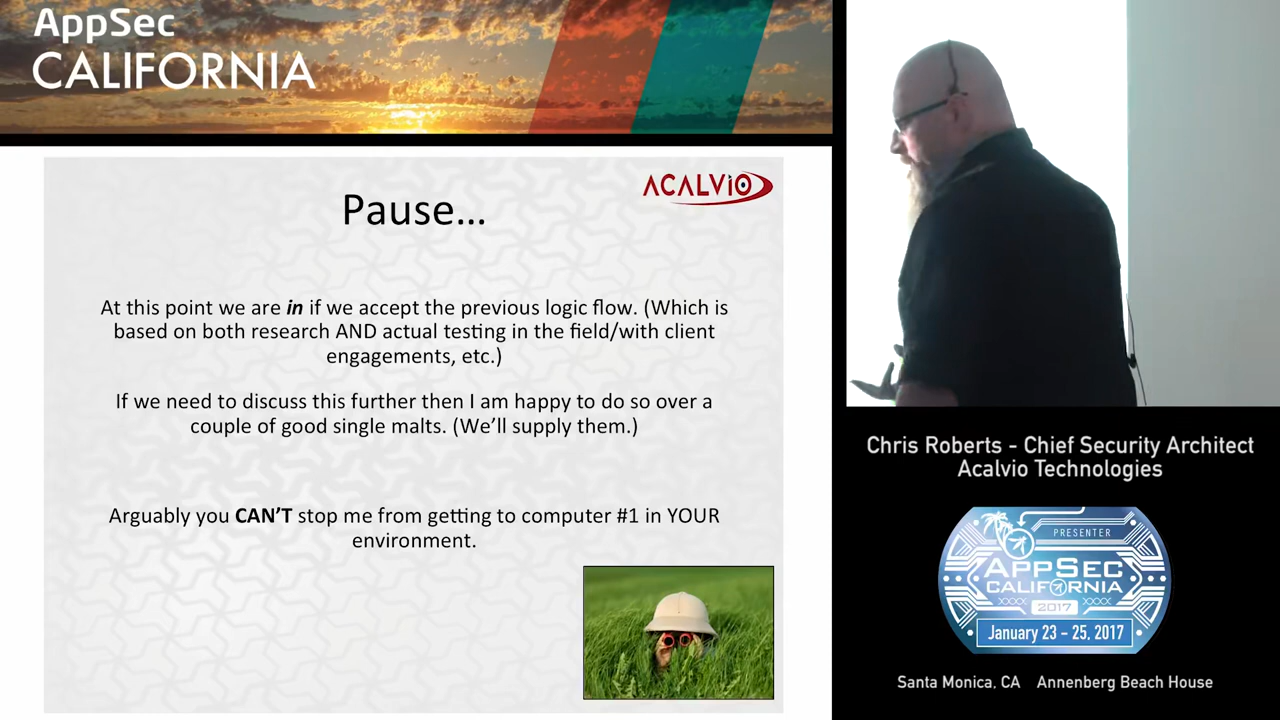 AppSec
CALIFORNIA
ACALViO
Pause...
At this point we are in if we accept the previous logic flow. (Which is
based on both research AND actual testing in the field/with client
engagements, etc.)
If we need to discuss this further then I am happy to do so over a
couple of good single malts. (We’ll supply them.)
Arguably you CAN’T stop me from getting to computer #1 in YOUR
environment.
Chris Roberts - Chief Security Architect
Acalvio Technologies
PRESENTER
APPSEC
CALIFORNIA
2017
January 23 - 25, 2017
Santa Monica, CA Annenberg Beach House